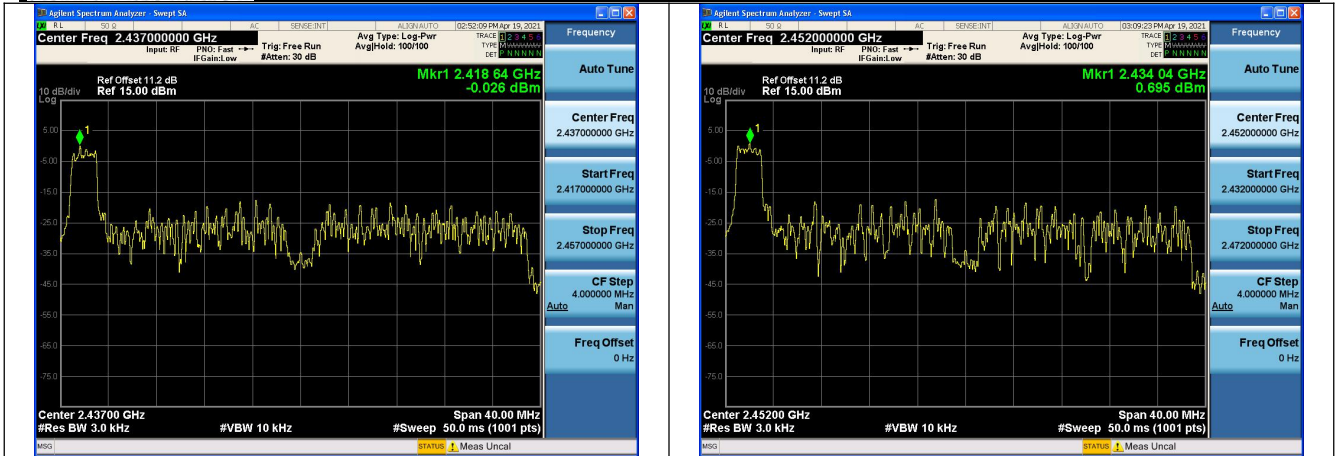 Agilent Spectrum Analyzer - Swept SA
RL 50 Ω AC SENSE:INT ALIGN AUTO 02:52:09 PM Apr 19, 2021
Center Freq 2.437000000 GHz
Input: RF PNO: Fast
IFGain:Low
Trig: Free Run
#Atten: 30 dB
Avg Type: Log-Pwr
Avg|Hold: 100/100
TRACE 1 2 3 4 5 6
TYPE M
DET P N N N N N
Ref Offset 11.2 dB
10 dB/div Ref 15.00 dBm
Log
Mkr1 2.418 64 GHz
-0.026 dBm
1
5.00
-5.00
-15.0
-25.0
-35.0
-45.0
-55.0
-65.0
-75.0
Center 2.43700 GHz Span 40.00 MHz
#Res BW 3.0 kHz #VBW 10 kHz #Sweep 50.0 ms (1001 pts)
MSG STATUS Meas Uncal
Frequency
Auto Tune
Center Freq
2.437000000 GHz
Start Freq
2.417000000 GHz
Stop Freq
2.457000000 GHz
CF Step
4.000000 MHz
Auto Man
Freq Offset
0 Hz
Agilent Spectrum Analyzer - Swept SA
RL 50 Ω AC SENSE:INT ALIGN AUTO 03:09:23 PM Apr 19, 2021
Center Freq 2.452000000 GHz
Input: RF PNO: Fast
IFGain:Low
Trig: Free Run
#Atten: 30 dB
Avg Type: Log-Pwr
Avg|Hold: 100/100
TRACE 1 2 3 4 5 6
TYPE M
DET P N N N N N
Ref Offset 11.2 dB
10 dB/div Ref 15.00 dBm
Log
Mkr1 2.434 04 GHz
0.695 dBm
1
5.00
-5.00
-15.0
-25.0
-35.0
-45.0
-55.0
-65.0
-75.0
Center 2.45200 GHz Span 40.00 MHz
#Res BW 3.0 kHz #VBW 10 kHz #Sweep 50.0 ms (1001 pts)
MSG STATUS Meas Uncal
Frequency
Auto Tune
Center Freq
2.452000000 GHz
Start Freq
2.432000000 GHz
Stop Freq
2.472000000 GHz
CF Step
4.000000 MHz
Auto Man
Freq Offset
0 Hz